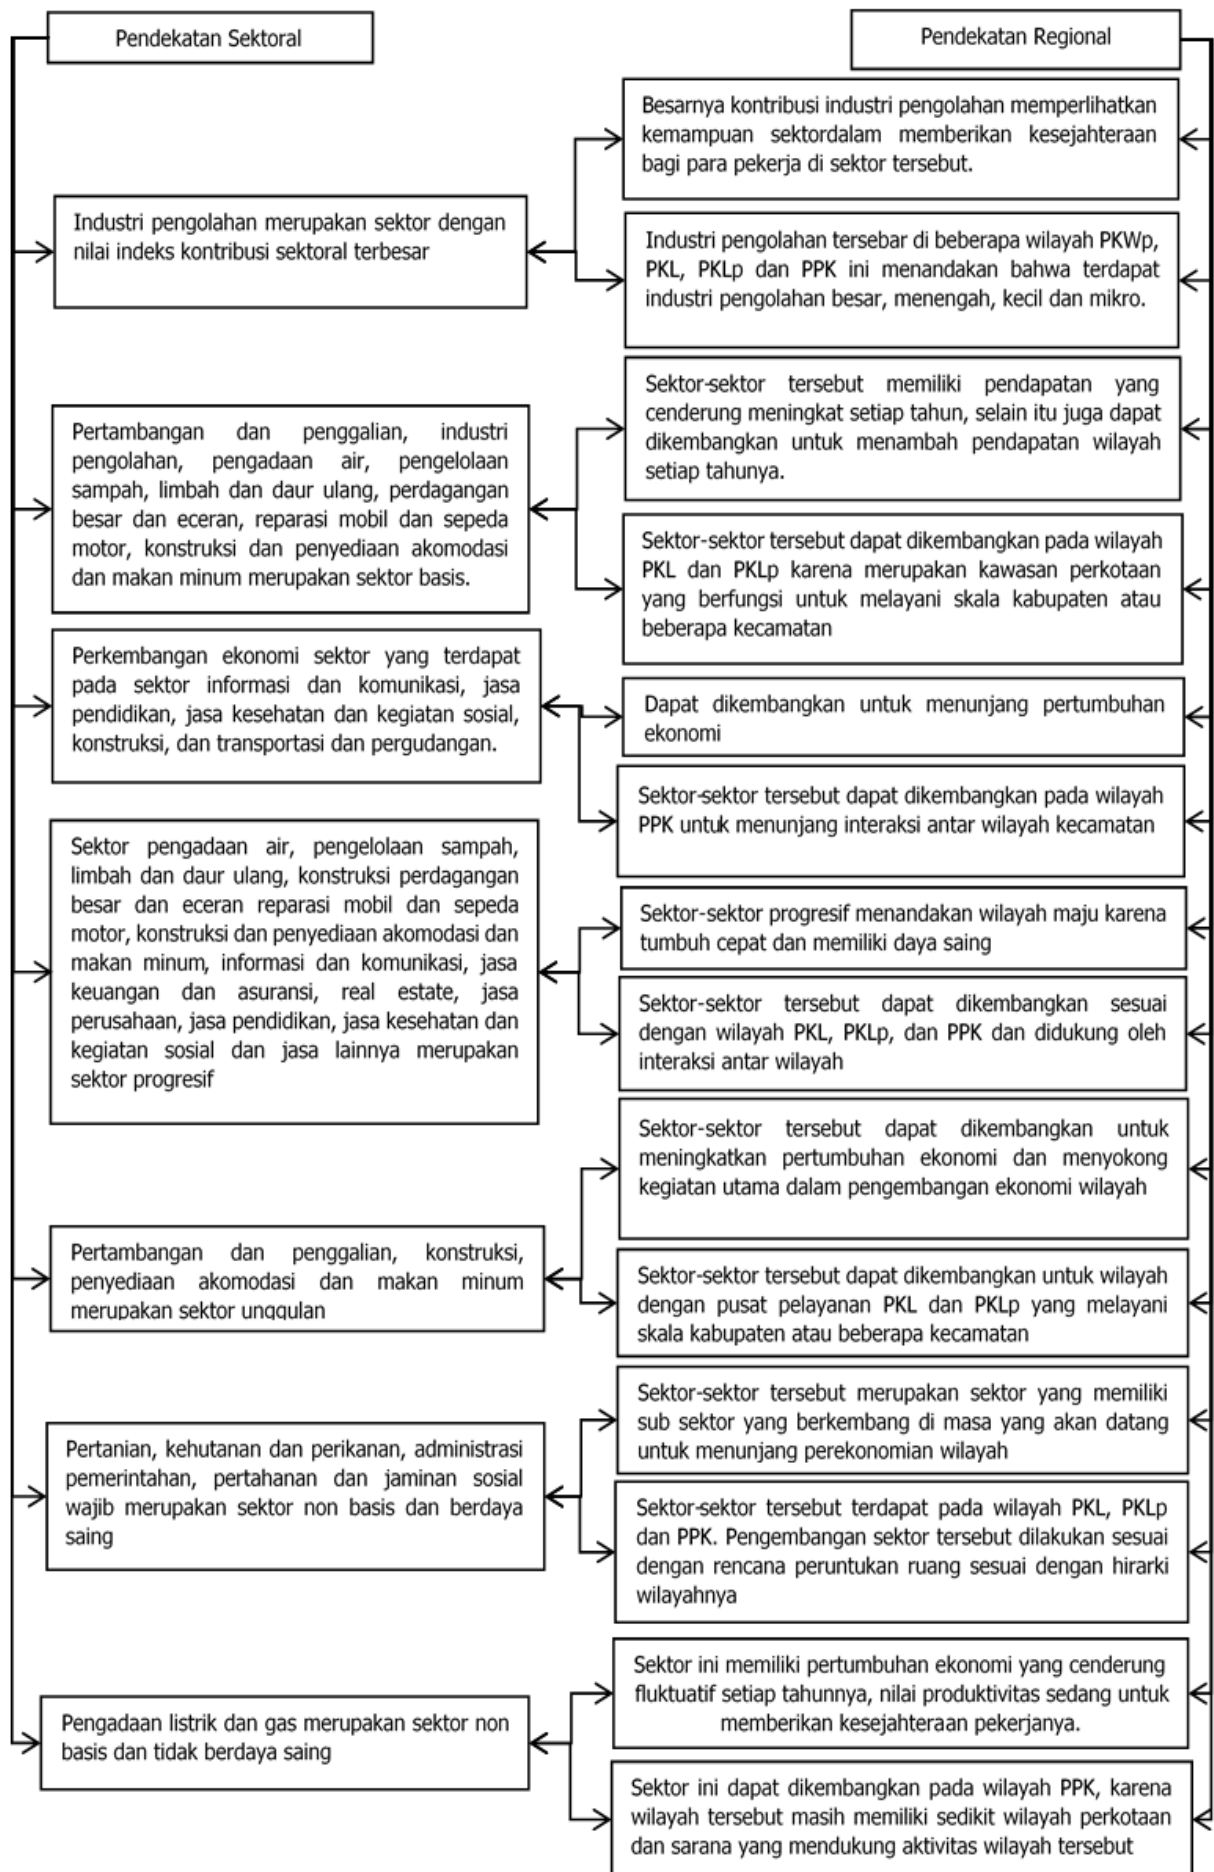 Pendekatan Sektoral
Pendekatan Regional
Industri pengolahan merupakan sektor dengan
nilai indeks kontribusi sektoral terbesar
Besarnya kontribusi industri pengolahan memperlihatkan
kemampuan sektordalam memberikan kesejahteraan
bagi para pekerja di sektor tersebut.
Industri pengolahan tersebar di beberapa wilayah PKWp,
PKL, PKLp dan PPK ini menandakan bahwa terdapat
industri pengolahan besar, menengah, kecil dan mikro.
Pertambangan dan penggalian, industri
pengolahan, pengadaan air, pengelolaan
sampah, limbah dan daur ulang, perdagangan
besar dan eceran, reparasi mobil dan sepeda
motor, konstruksi dan penyediaan akomodasi
dan makan minum merupakan sektor basis.
Sektor-sektor tersebut memiliki pendapatan yang
cenderung meningkat setiap tahun, selain itu juga dapat
dikembangkan untuk menambah pendapatan wilayah
setiap tahunya.
Sektor-sektor tersebut dapat dikembangkan pada wilayah
PKL dan PKLp karena merupakan kawasan perkotaan
yang berfungsi untuk melayani skala kabupaten atau
beberapa kecamatan
Perkembangan ekonomi sektor yang terdapat
pada sektor informasi dan komunikasi, jasa
pendidikan, jasa kesehatan dan kegiatan sosial,
konstruksi, dan transportasi dan pergudangan.
Dapat dikembangkan untuk menunjang pertumbuhan
ekonomi
Sektor-sektor tersebut dapat dikembangkan pada wilayah
PPK untuk menunjang interaksi antar wilayah kecamatan
Sektor pengadaan air, pengelolaan sampah,
limbah dan daur ulang, konstruksi perdagangan
besar dan eceran reparasi mobil dan sepeda
motor, konstruksi dan penyediaan akomodasi dan
makan minum, informasi dan komunikasi, jasa
keuangan dan asuransi, real estate, jasa
perusahaan, jasa pendidikan, jasa kesehatan dan
kegiatan sosial dan jasa lainnya merupakan
sektor progresif
Sektor-sektor progresif menandakan wilayah maju karena
tumbuh cepat dan memiliki daya saing
Sektor-sektor tersebut dapat dikembangkan sesuai
dengan wilayah PKL, PKLp, dan PPK dan didukung oleh
interaksi antar wilayah
Pertambangan dan penggalian, konstruksi,
penyediaan akomodasi dan makan minum
merupakan sektor unggulan
Sektor-sektor tersebut dapat dikembangkan untuk
meningkatkan pertumbuhan ekonomi dan menyokong
kegiatan utama dalam pengembangan ekonomi wilayah
Sektor-sektor tersebut dapat dikembangkan untuk wilayah
dengan pusat pelayanan PKL dan PKLp yang melayani
skala kabupaten atau beberapa kecamatan
Pertanian, kehutanan dan perikanan, administrasi
pemerintahan, pertahanan dan jaminan sosial
wajib merupakan sektor non basis dan berdaya
saing
Sektor-sektor tersebut merupakan sektor yang memiliki
sub sektor yang berkembang di masa yang akan datang
untuk menunjang perekonomian wilayah
Sektor-sektor tersebut terdapat pada wilayah PKL, PKLp
dan PPK. Pengembangan sektor tersebut dilakukan sesuai
dengan rencana peruntukan ruang sesuai dengan hirarki
wilayahnya
Pengadaan listrik dan gas merupakan sektor non
basis dan tidak berdaya saing
Sektor ini memiliki pertumbuhan ekonomi yang cenderung
fluktuatif setiap tahunnya, nilai produktivitas sedang untuk
memberikan kesejahteraan pekerjanya.
Sektor ini dapat dikembangkan pada wilayah PPK, karena
wilayah tersebut masih memiliki sedikit wilayah perkotaan
dan sarana yang mendukung aktivitas wilayah tersebut